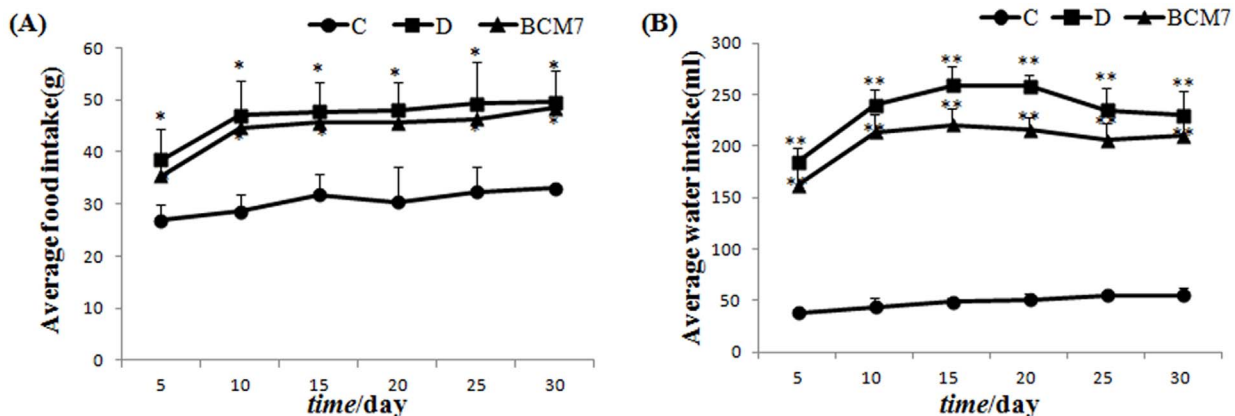 (A)
C D BCM7
Average food intake(g)
60
50
40
30
20
10
0
* * * * * *
* * * *
5 10 15 20 25 30
time/day
(B)
C D BCM7
Average water intake(ml)
300
250
200
150
100
50
0
** ** ** ** ** **
** ** ** ** ** **
5 10 15 20 25 30
time/day